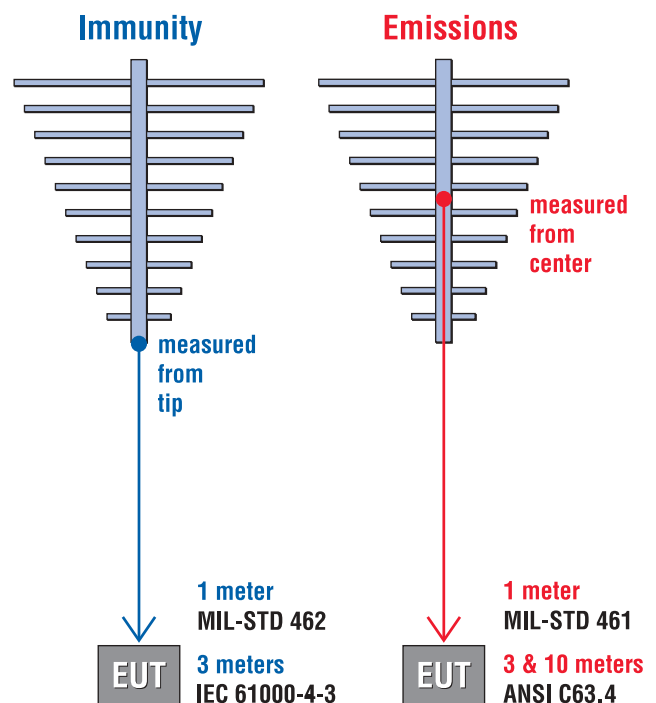 Immunity
measured
from
tip
1 meter
MIL-STD 462
EUT
3 meters
IEC 61000-4-3
Emissions
measured
from
center
1 meter
MIL-STD 461
EUT
3 & 10 meters
ANSI C63.4